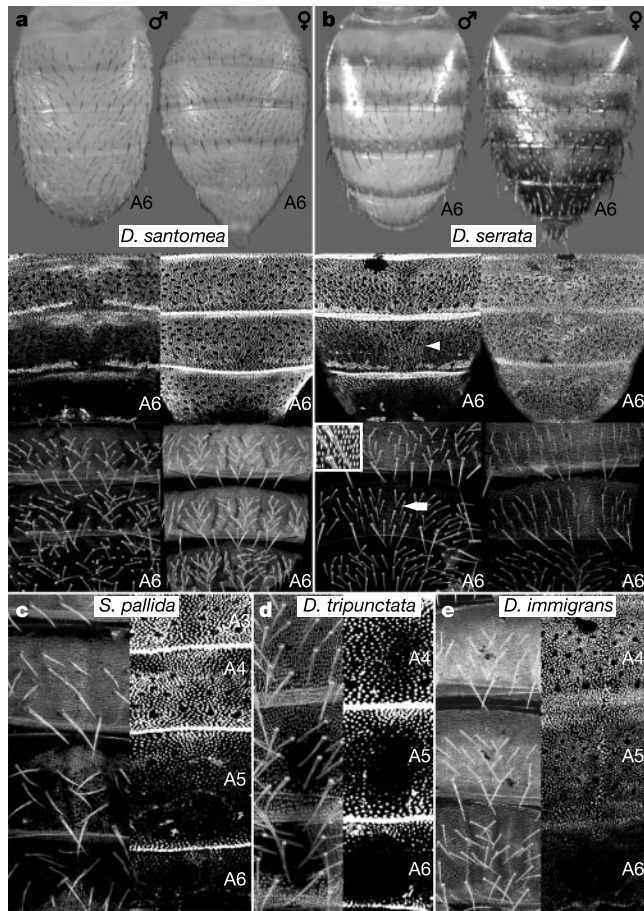 a ♂ ♀ b ♂ ♀
A6 A6 A6 A6
D. santomea D. serrata
A6 A6 A6 A6
A6 A6 A6 A6
c S. pallida d D. tripunctata e D. immigrans
A3
A4 A4 A4
A5 A5 A5
A6 A6 A6